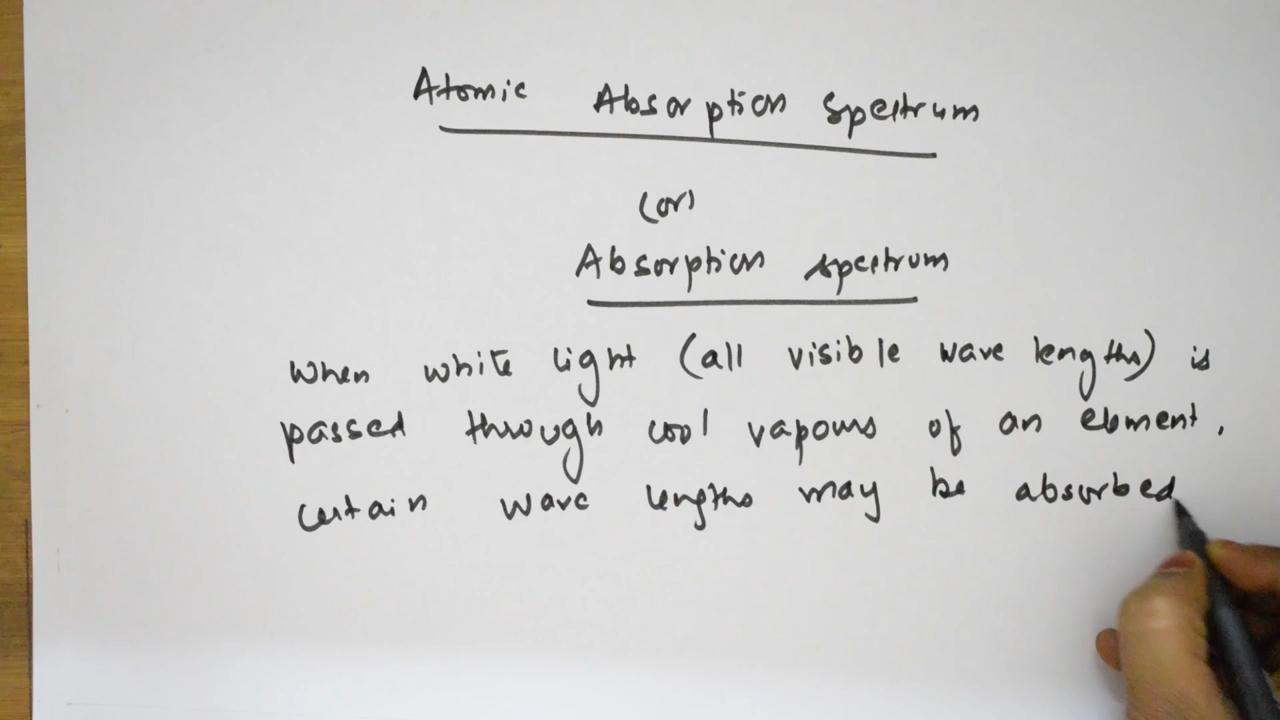 Atomic Absorption Spectrum
(or)
Absorption spectrum
When white light (all visible wave lengths) is
passed through cool vapours of an element,
certain wave lengths may be absorbed